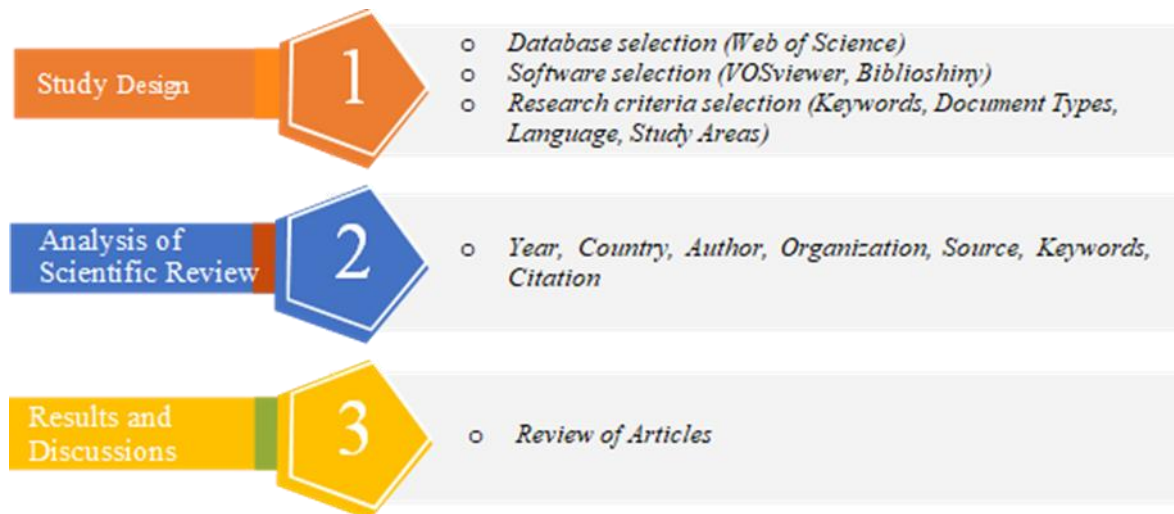 Study Design
1
o Database selection (Web of Science)
o Software selection (VOSviewer, Biblioshiny)
o Research criteria selection (Keywords, Document Types,
Language, Study Areas)
Analysis of
Scientific Review
2
o Year, Country, Author, Organization, Source, Keywords,
Citation
Results and
Discussions
3
o Review of Articles